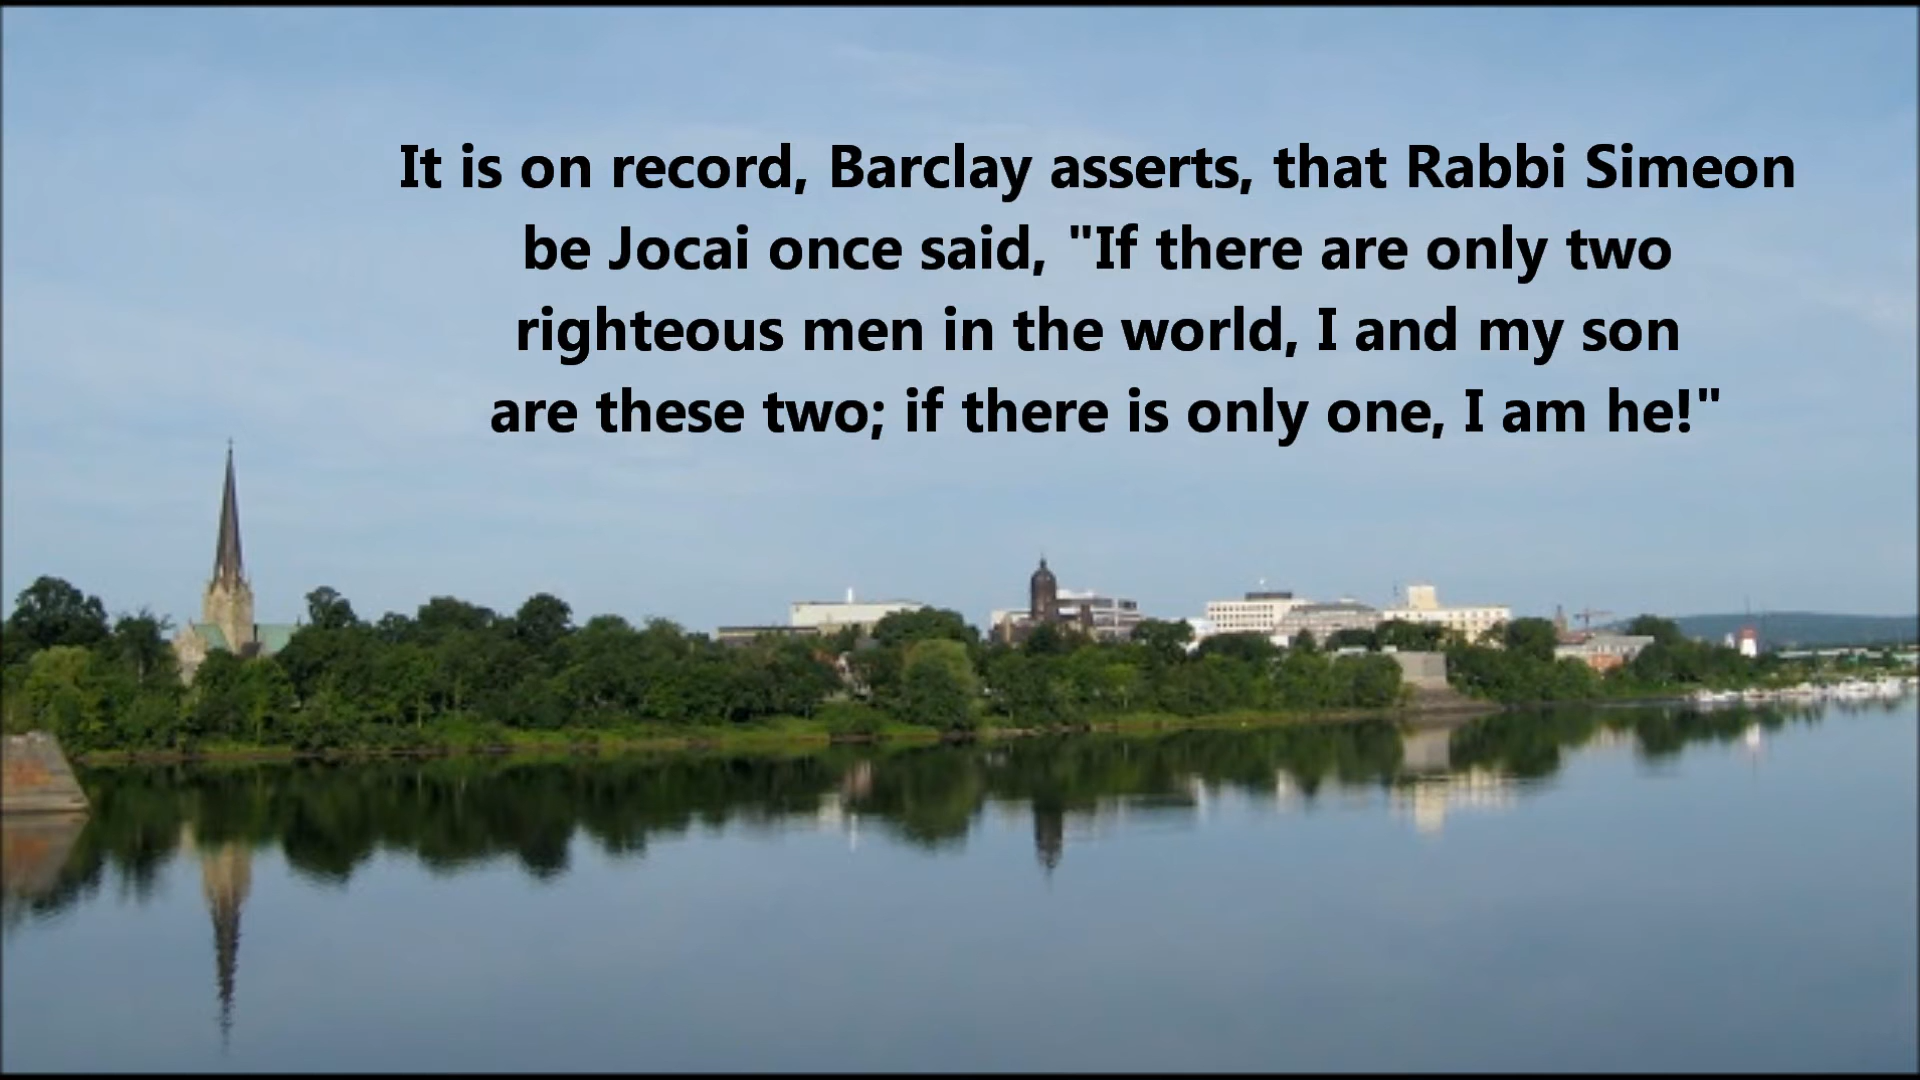 It is on record, Barclay asserts, that Rabbi Simeon
be Jocai once said, "If there are only two
righteous men in the world, I and my son
are these two; if there is only one, I am he!"